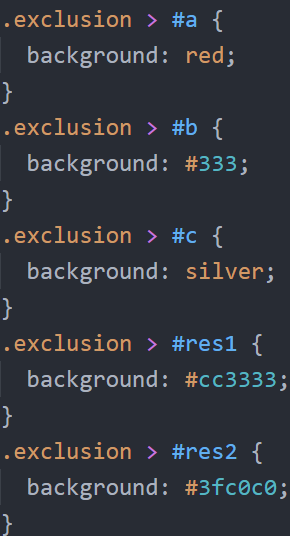 .exclusion > #a {
  background: red;
}
.exclusion > #b {
  background: #333;
}
.exclusion > #c {
  background: silver;
}
.exclusion > #res1 {
  background: #cc3333;
}
.exclusion > #res2 {
  background: #3fc0c0;
}